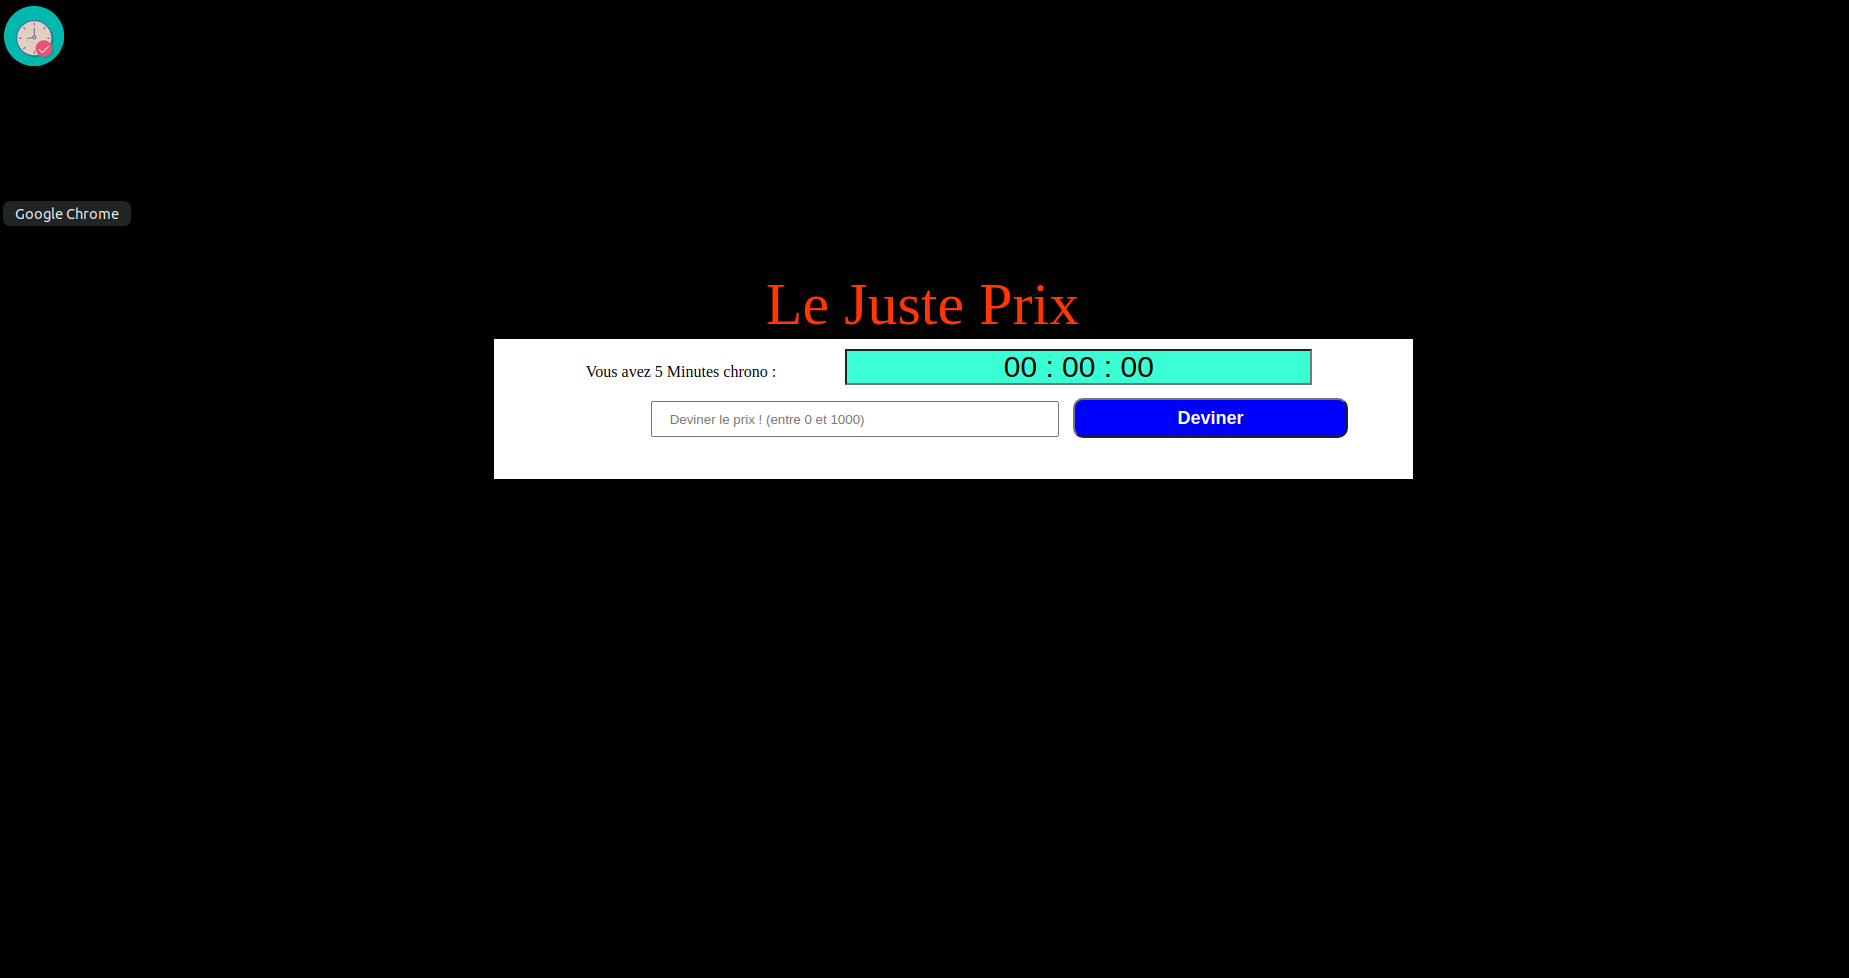 Google Chrome
Le Juste Prix
Vous avez 5 Minutes chrono :
00 : 00 : 00
Deviner le prix ! (entre 0 et 1000)
Deviner